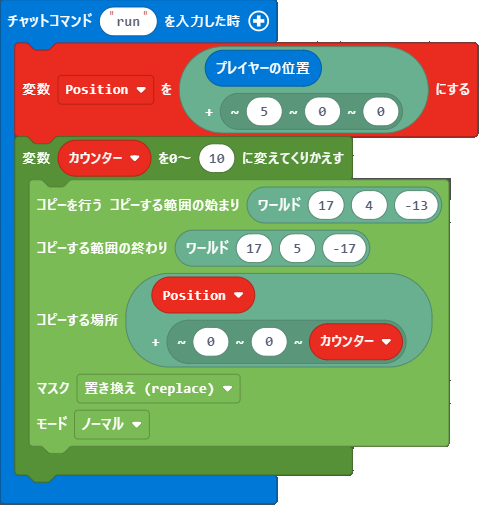 チャットコマンド "run" を入力した時
変数 Position を
プレイヤーの位置
+ ~ 5 ~ 0 ~ 0
にする
変数 カウンター を0～ 10 に変えてくりかえす
コピーを行う コピーする範囲の始まり ワールド 17 4 -13
コピーする範囲の終わり ワールド 17 5 -17
コピーする場所
Position
+ ~ 0 ~ 0 ~ カウンター
マスク 置き換え (replace)
モード ノーマル